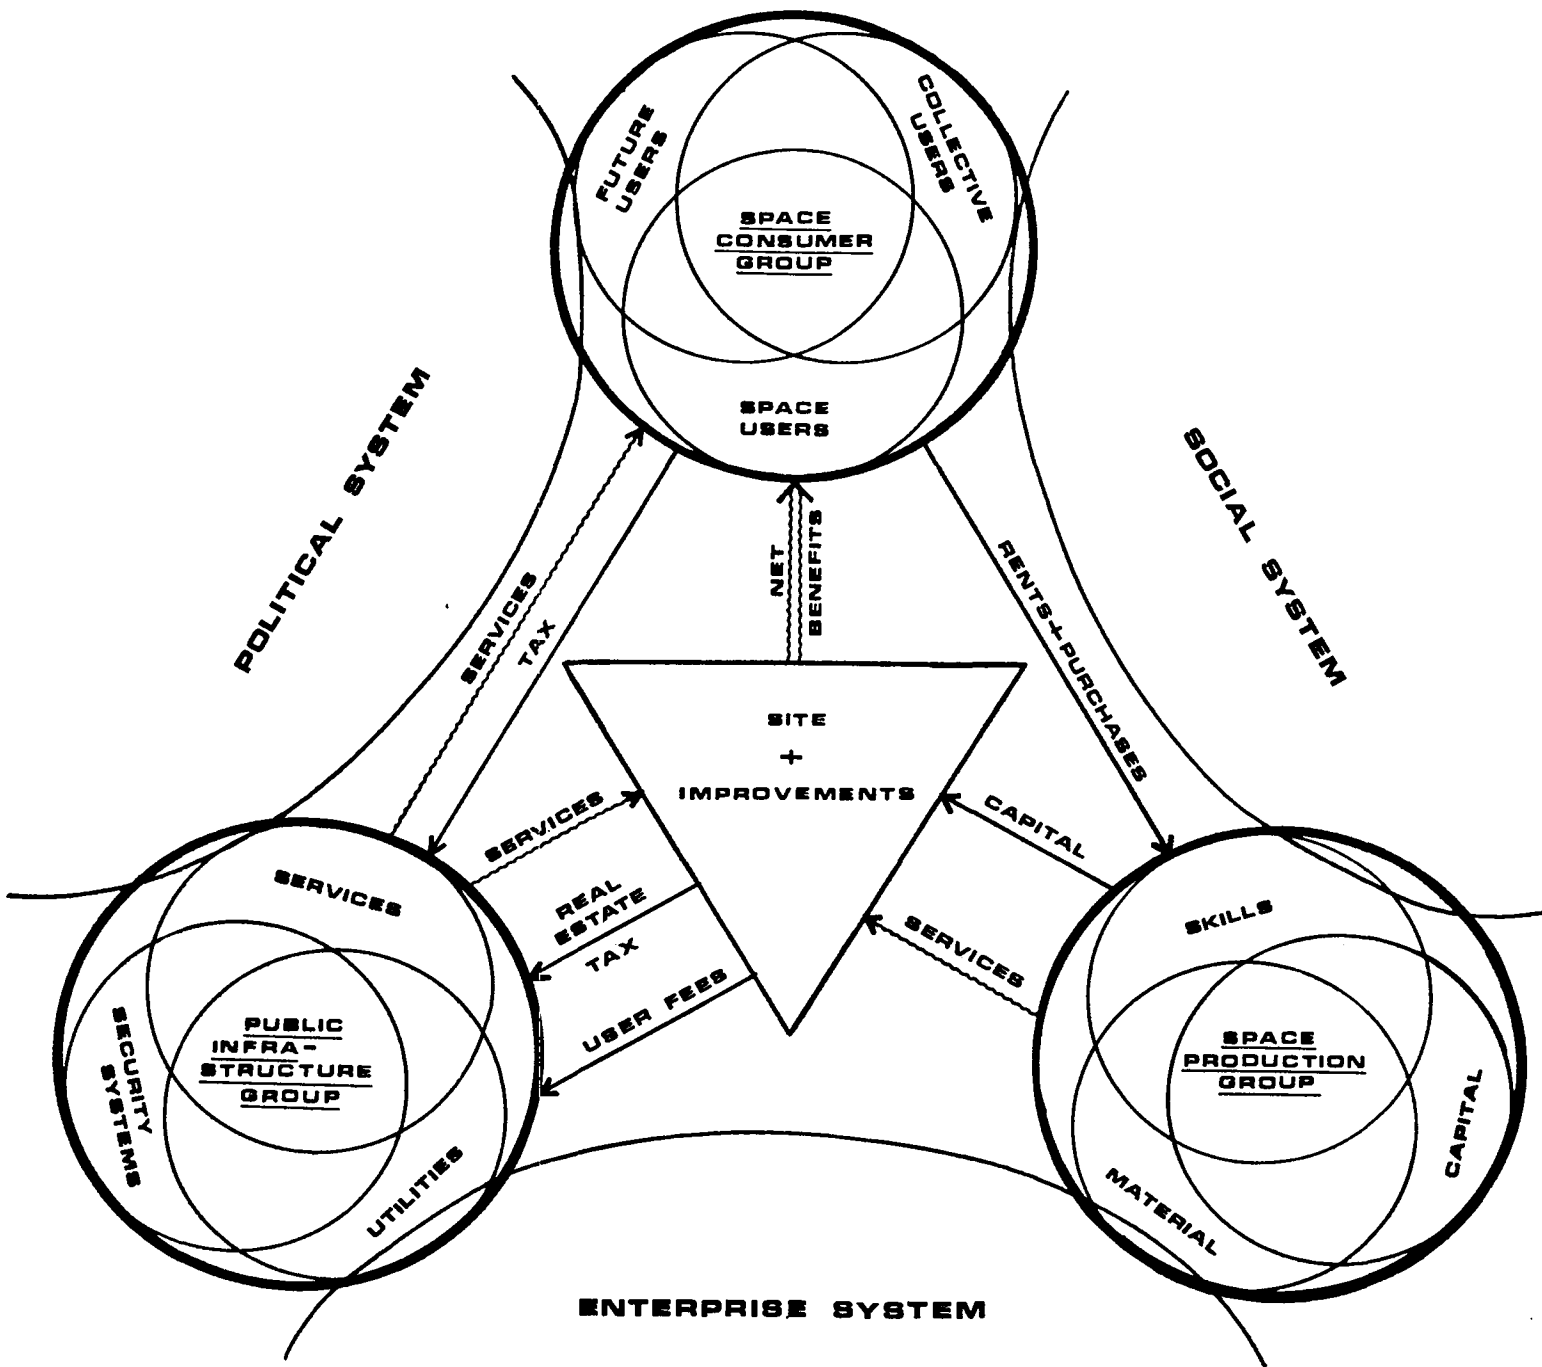 FUTURE
USERS
COLLECTIVE
USERS
SPACE
CONSUMER
GROUP
SPACE
USERS
POLITICAL SYSTEM
SOCIAL SYSTEM
SERVICES
TAX
NET
BENEFITS
RENTS+PURCHASES
SITE
+
IMPROVEMENTS
SERVICES
REAL
ESTATE
TAX
USER FEES
CAPITAL
SERVICES
SERVICES
SECURITY
SYSTEMS
PUBLIC
INFRA-
STRUCTURE
GROUP
UTILITIES
SKILLS
SPACE
PRODUCTION
GROUP
CAPITAL
MATERIAL
ENTERPRISE SYSTEM